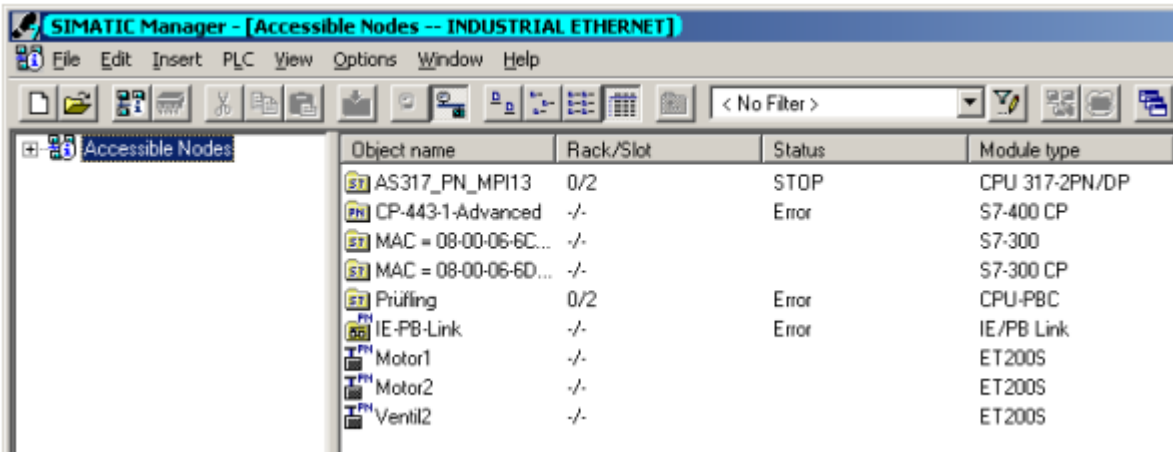 SIMATIC Manager - [Accessible Nodes -- INDUSTRIAL ETHERNET]
File Edit Insert PLC View Options Window Help
< No Filter >
Accessible Nodes
Object name Rack/Slot Status Module type
AS317_PN_MPI13 0/2 STOP CPU 317-2PN/DP
CP-443-1-Advanced -/- Error S7-400 CP
MAC = 08-00-06-6C... -/- S7-300
MAC = 08-00-06-6D... -/- S7-300 CP
Prüfling 0/2 Error CPU-PBC
IE-PB-Link -/- Error IE/PB Link
Motor1 -/- ET200S
Motor2 -/- ET200S
Ventil2 -/- ET200S